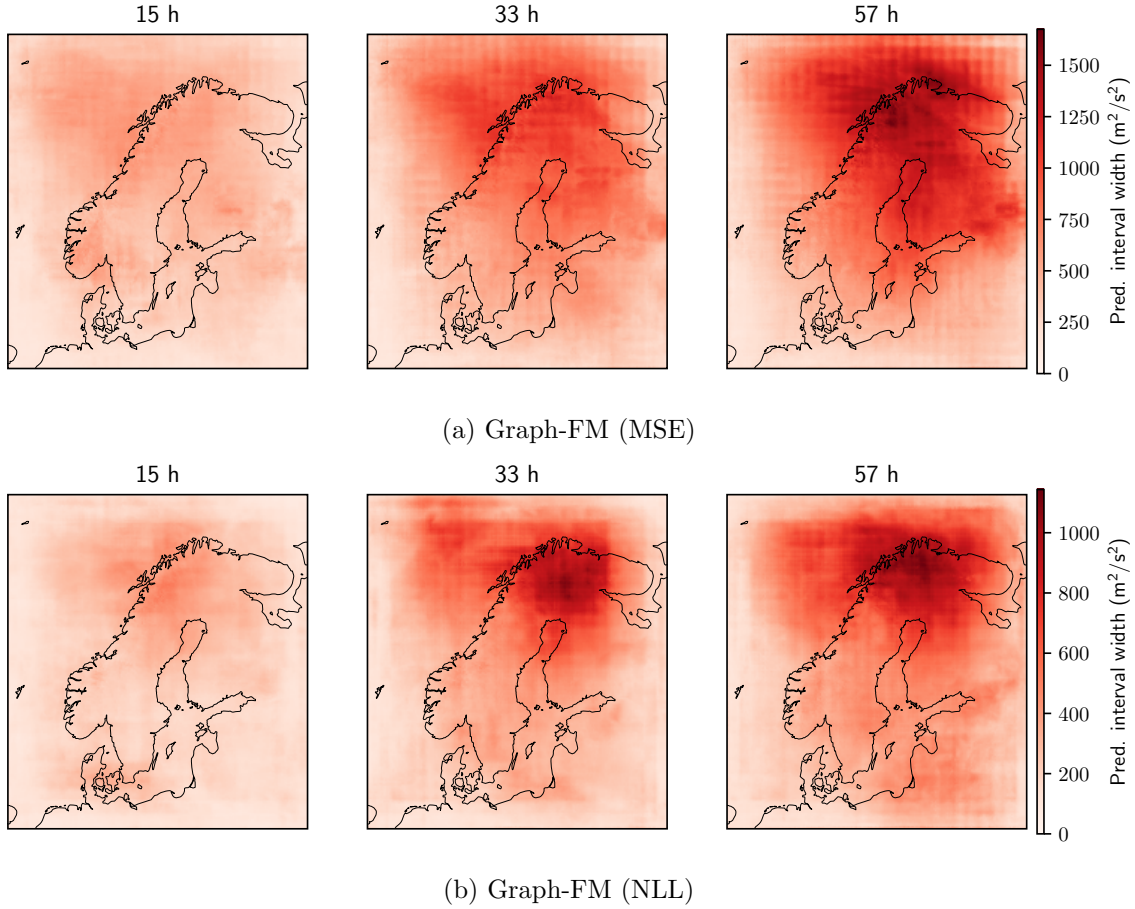 15 h
33 h
57 h
1500
1250
1000
750
500
250
0
Pred. interval width (m²/s²)
(a) Graph-FM (MSE)
15 h
33 h
57 h
1000
800
600
400
200
0
Pred. interval width (m²/s²)
(b) Graph-FM (NLL)